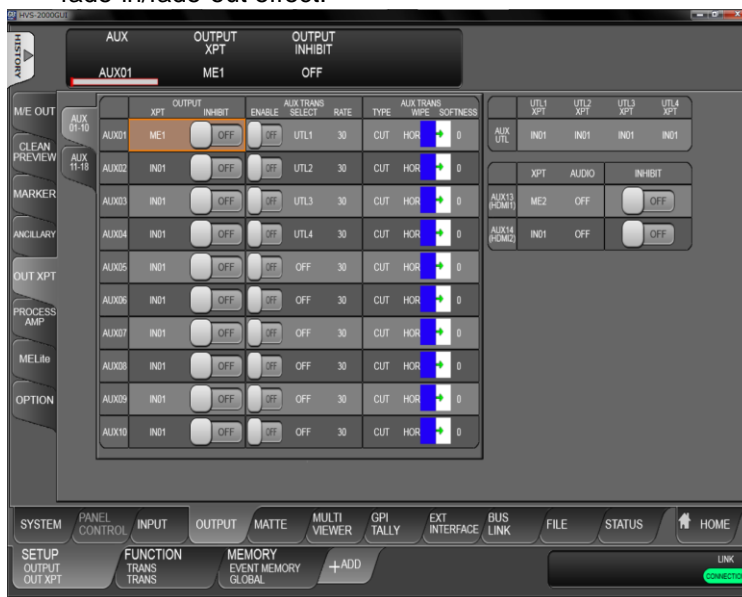 fade-in/fade-out effect.
HVS-2000GUI
HISTORY
AUX OUTPUT XPT OUTPUT INHIBIT
AUX01 ME1 OFF
M/E OUT
CLEAN PREVIEW
MARKER
ANCILLARY
OUT XPT
PROCESS AMP
MELite
OPTION
AUX 01-10
AUX 11-18
OUTPUT AUX TRANS AUX TRANS
XPT INHIBIT ENABLE SELECT RATE TYPE WIPE SOFTNESS
AUX01 ME1 OFF OFF UTL1 30 CUT HOR 0
AUX02 IN01 OFF OFF UTL2 30 CUT HOR 0
AUX03 IN01 OFF OFF UTL3 30 CUT HOR 0
AUX04 IN01 OFF OFF UTL4 30 CUT HOR 0
AUX05 IN01 OFF OFF OFF 30 CUT HOR 0
AUX06 IN01 OFF OFF OFF 30 CUT HOR 0
AUX07 IN01 OFF OFF OFF 30 CUT HOR 0
AUX08 IN01 OFF OFF OFF 30 CUT HOR 0
AUX09 IN01 OFF OFF OFF 30 CUT HOR 0
AUX10 IN01 OFF OFF OFF 30 CUT HOR 0
UTL1 XPT UTL2 XPT UTL3 XPT UTL4 XPT
AUX UTL IN01 IN01 IN01 IN01
XPT AUDIO INHIBIT
AUX13 (HDMI1) ME2 OFF OFF
AUX14 (HDMI2) IN01 OFF OFF
SYSTEM PANEL CONTROL INPUT OUTPUT MATTE MULTI VIEWER GPI TALLY EXT INTERFACE BUS LINK FILE STATUS HOME
SETUP OUTPUT OUT XPT
FUNCTION TRANS TRANS
MEMORY EVENT MEMORY GLOBAL
+ADD
LINK
CONNECTIO